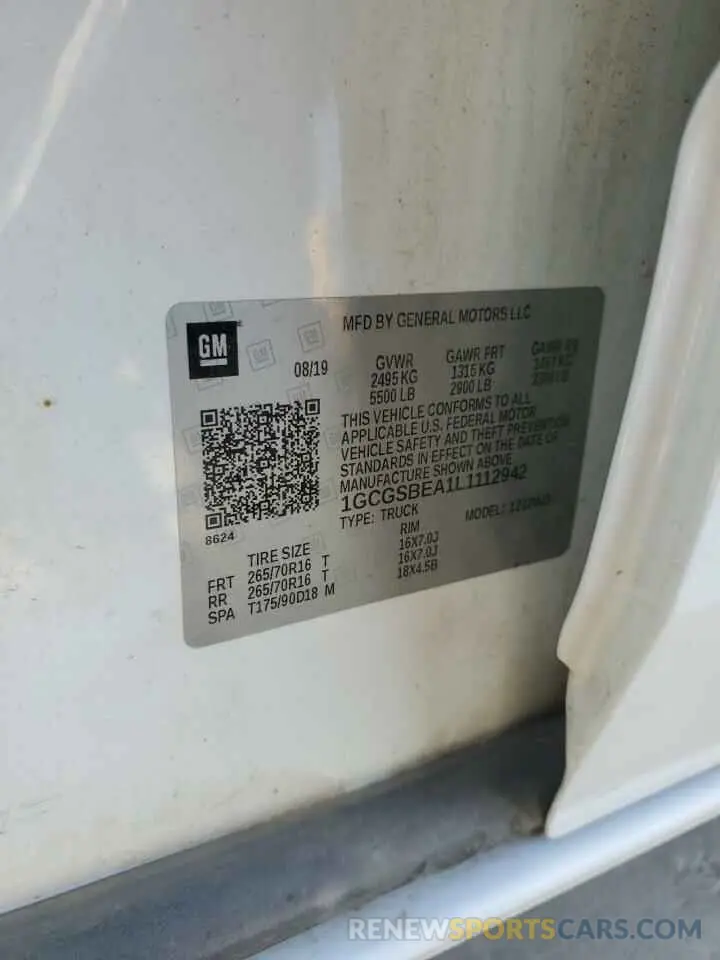 MFD BY GENERAL MOTORS LLC
GM
08/19 GVWR GAWR FRT GAWR RR
2495 KG 1315 KG
5500 LB 2900 LB
THIS VEHICLE CONFORMS TO ALL
APPLICABLE U.S. FEDERAL MOTOR
VEHICLE SAFETY AND THEFT PREVENTION
STANDARDS IN EFFECT ON THE DATE OF
MANUFACTURE SHOWN ABOVE
1GCGSBEA1L1112942
TYPE: TRUCK MODEL:
8624
TIRE SIZE RIM
FRT 265/70R16 T 16X7.0J
RR 265/70R16 T 16X7.0J
SPA T175/90D18 M 18X4.5B
RENEWSPORTSCARS.COM